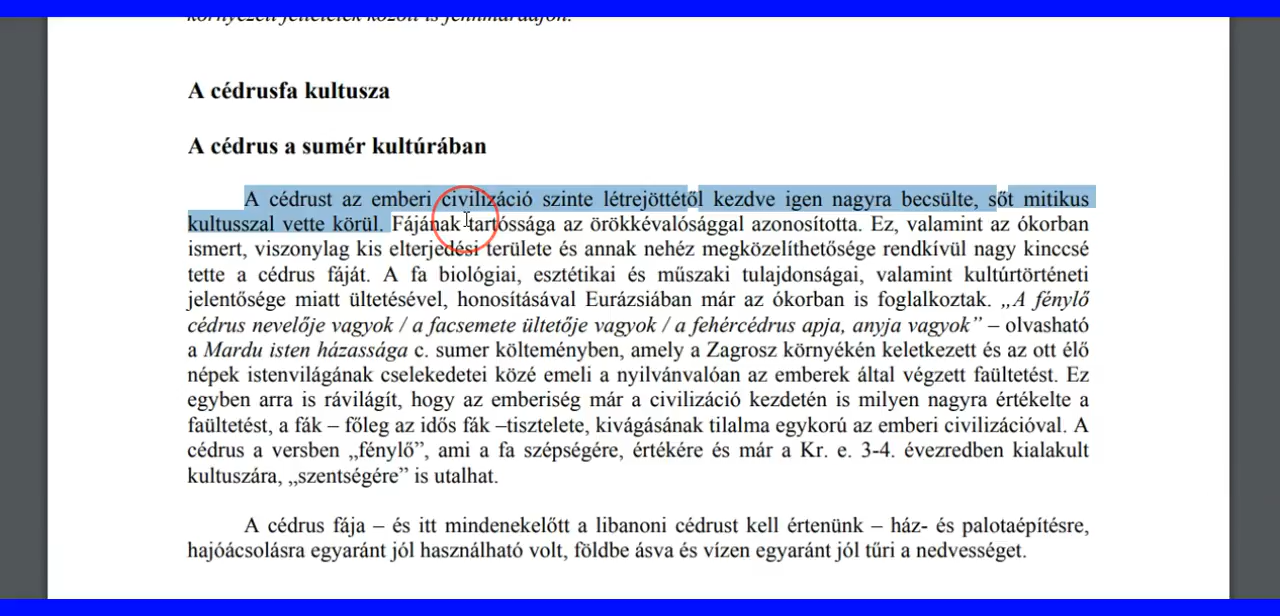 környezeti feltételek között is fennmaradjon.
A cédrusfa kultusza
A cédrus a sumér kultúrában
A cédrust az emberi civilizáció szinte létrejöttétől kezdve igen nagyra becsülte, sőt mitikus
kultusszal vette körül. Fájának tartóssága az örökkévalósággal azonosította. Ez, valamint az ókorban
ismert, viszonylag kis elterjedési területe és annak nehéz megközelíthetősége rendkívül nagy kinccsé
tette a cédrus fáját. A fa biológiai, esztétikai és műszaki tulajdonságai, valamint kultúrtörténeti
jelentősége miatt ültetésével, honosításával Eurázsiában már az ókorban is foglalkoztak. „A fénylő
cédrus nevelője vagyok / a facsemete ültetője vagyok / a fehércédrus apja, anyja vagyok” – olvasható
a Mardu isten házassága c. sumer költeményben, amely a Zagrosz környékén keletkezett és az ott élő
népek istenvilágának cselekedetei közé emeli a nyilvánvalóan az emberek által végzett faültetést. Ez
egyben arra is rávilágít, hogy az emberiség már a civilizáció kezdetén is milyen nagyra értékelte a
faültetést, a fák – főleg az idős fák –tisztelete, kivágásának tilalma egykorú az emberi civilizációval. A
cédrus a versben „fénylő”, ami a fa szépségére, értékére és már a Kr. e. 3-4. évezredben kialakult
kultuszára, „szentségére” is utalhat.
A cédrus fája – és itt mindenekelőtt a libanoni cédrust kell értenünk – ház- és palotaépítésre,
hajóácsolásra egyaránt jól használható volt, földbe ásva és vízen egyaránt jól tűri a nedvességet.